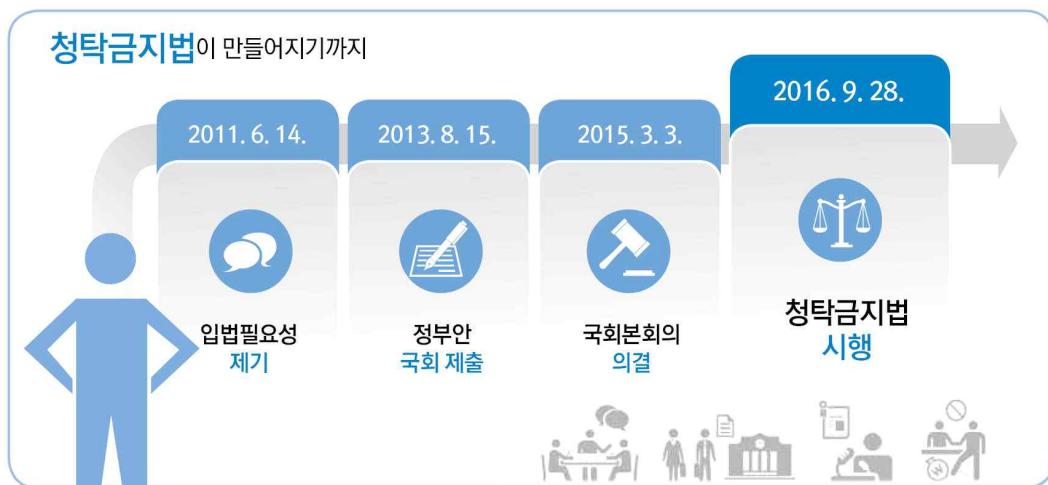 청탁금지법이 만들어지기까지
2011. 6. 14.
입법필요성
제기
2013. 8. 15.
정부안
국회 제출
2015. 3. 3.
국회본회의
의결
2016. 9. 28.
청탁금지법
시행
₩